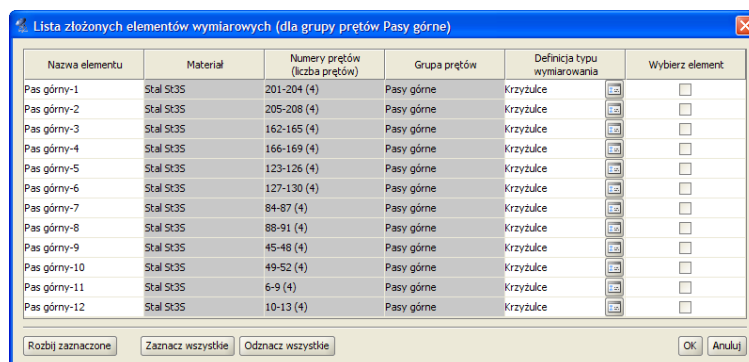 Lista złożonych elementów wymiarowych (dla grupy prętów Pasy górne)
Nazwa elementu Materiał Numery prętów (liczba prętów) Grupa prętów Definicja typu wymiarowania Wybierz element
Pas górny-1 Stal St3S 201-204 (4) Pasy górne Krzyżulce
Pas górny-2 Stal St3S 205-208 (4) Pasy górne Krzyżulce
Pas górny-3 Stal St3S 162-165 (4) Pasy górne Krzyżulce
Pas górny-4 Stal St3S 166-169 (4) Pasy górne Krzyżulce
Pas górny-5 Stal St3S 123-126 (4) Pasy górne Krzyżulce
Pas górny-6 Stal St3S 127-130 (4) Pasy górne Krzyżulce
Pas górny-7 Stal St3S 84-87 (4) Pasy górne Krzyżulce
Pas górny-8 Stal St3S 88-91 (4) Pasy górne Krzyżulce
Pas górny-9 Stal St3S 45-48 (4) Pasy górne Krzyżulce
Pas górny-10 Stal St3S 49-52 (4) Pasy górne Krzyżulce
Pas górny-11 Stal St3S 6-9 (4) Pasy górne Krzyżulce
Pas górny-12 Stal St3S 10-13 (4) Pasy górne Krzyżulce
Rozbij zaznaczone Zaznacz wszystkie Odznacz wszystkie OK Anuluj